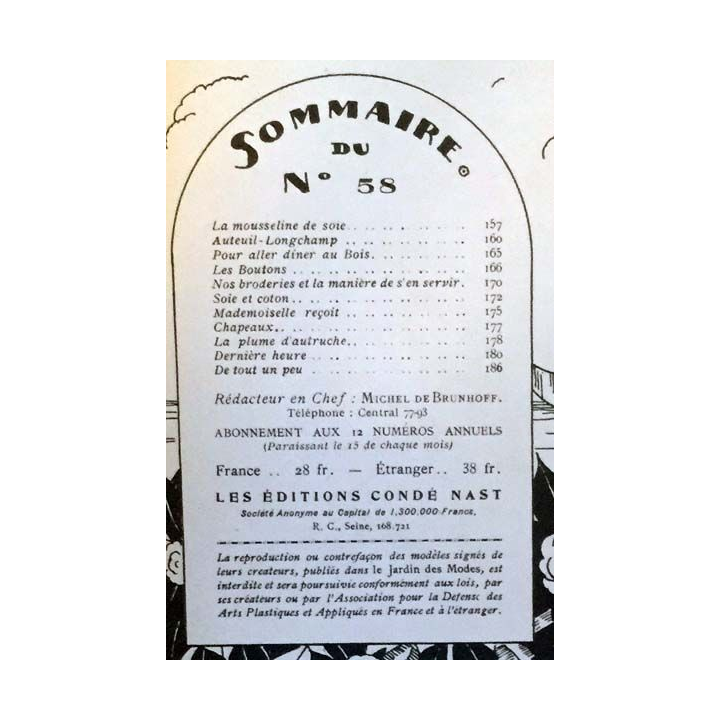 SOMMAIRE
DU
N° 58
La mousseline de soie .. .. .. .. .. .. 157
Auteuil-Longchamp .. .. .. .. .. .. 160
Pour aller dîner au Bois. .. .. .. .. .. 165
Les Boutons .. .. .. .. .. .. .. .. 166
Nos broderies et la manière de s'en servir. 170
Soie et coton .. .. .. .. .. .. .. .. 172
Mademoiselle reçoit .. .. .. .. .. .. 175
Chapeaux.. .. .. .. .. .. .. .. .. 177
La plume d'autruche.. .. .. .. .. .. 178
Dernière heure .. .. .. .. .. .. .. 180
De tout un peu .. .. .. .. .. .. .. 186
Rédacteur en Chef : MICHEL DE BRUNHOFF.
Téléphone : Central 77-93
ABONNEMENT AUX 12 NUMÉROS ANNUELS
(Paraissant le 15 de chaque mois)
France .. 28 fr. — Étranger.. 38 fr.
LES ÉDITIONS CONDÉ NAST
Société Anonyme au Capital de 1.300.000 Francs.
R. C., Seine, 168.721
La reproduction ou contrefaçon des modèles signés de
leurs createurs, publiés dans le Jardin des Modes, est
interdite et sera poursuivie conformément aux lois, par
ses créateurs ou par l'Association pour la Defense des
Arts Plastiques et Appliqués en France et à l'étranger.